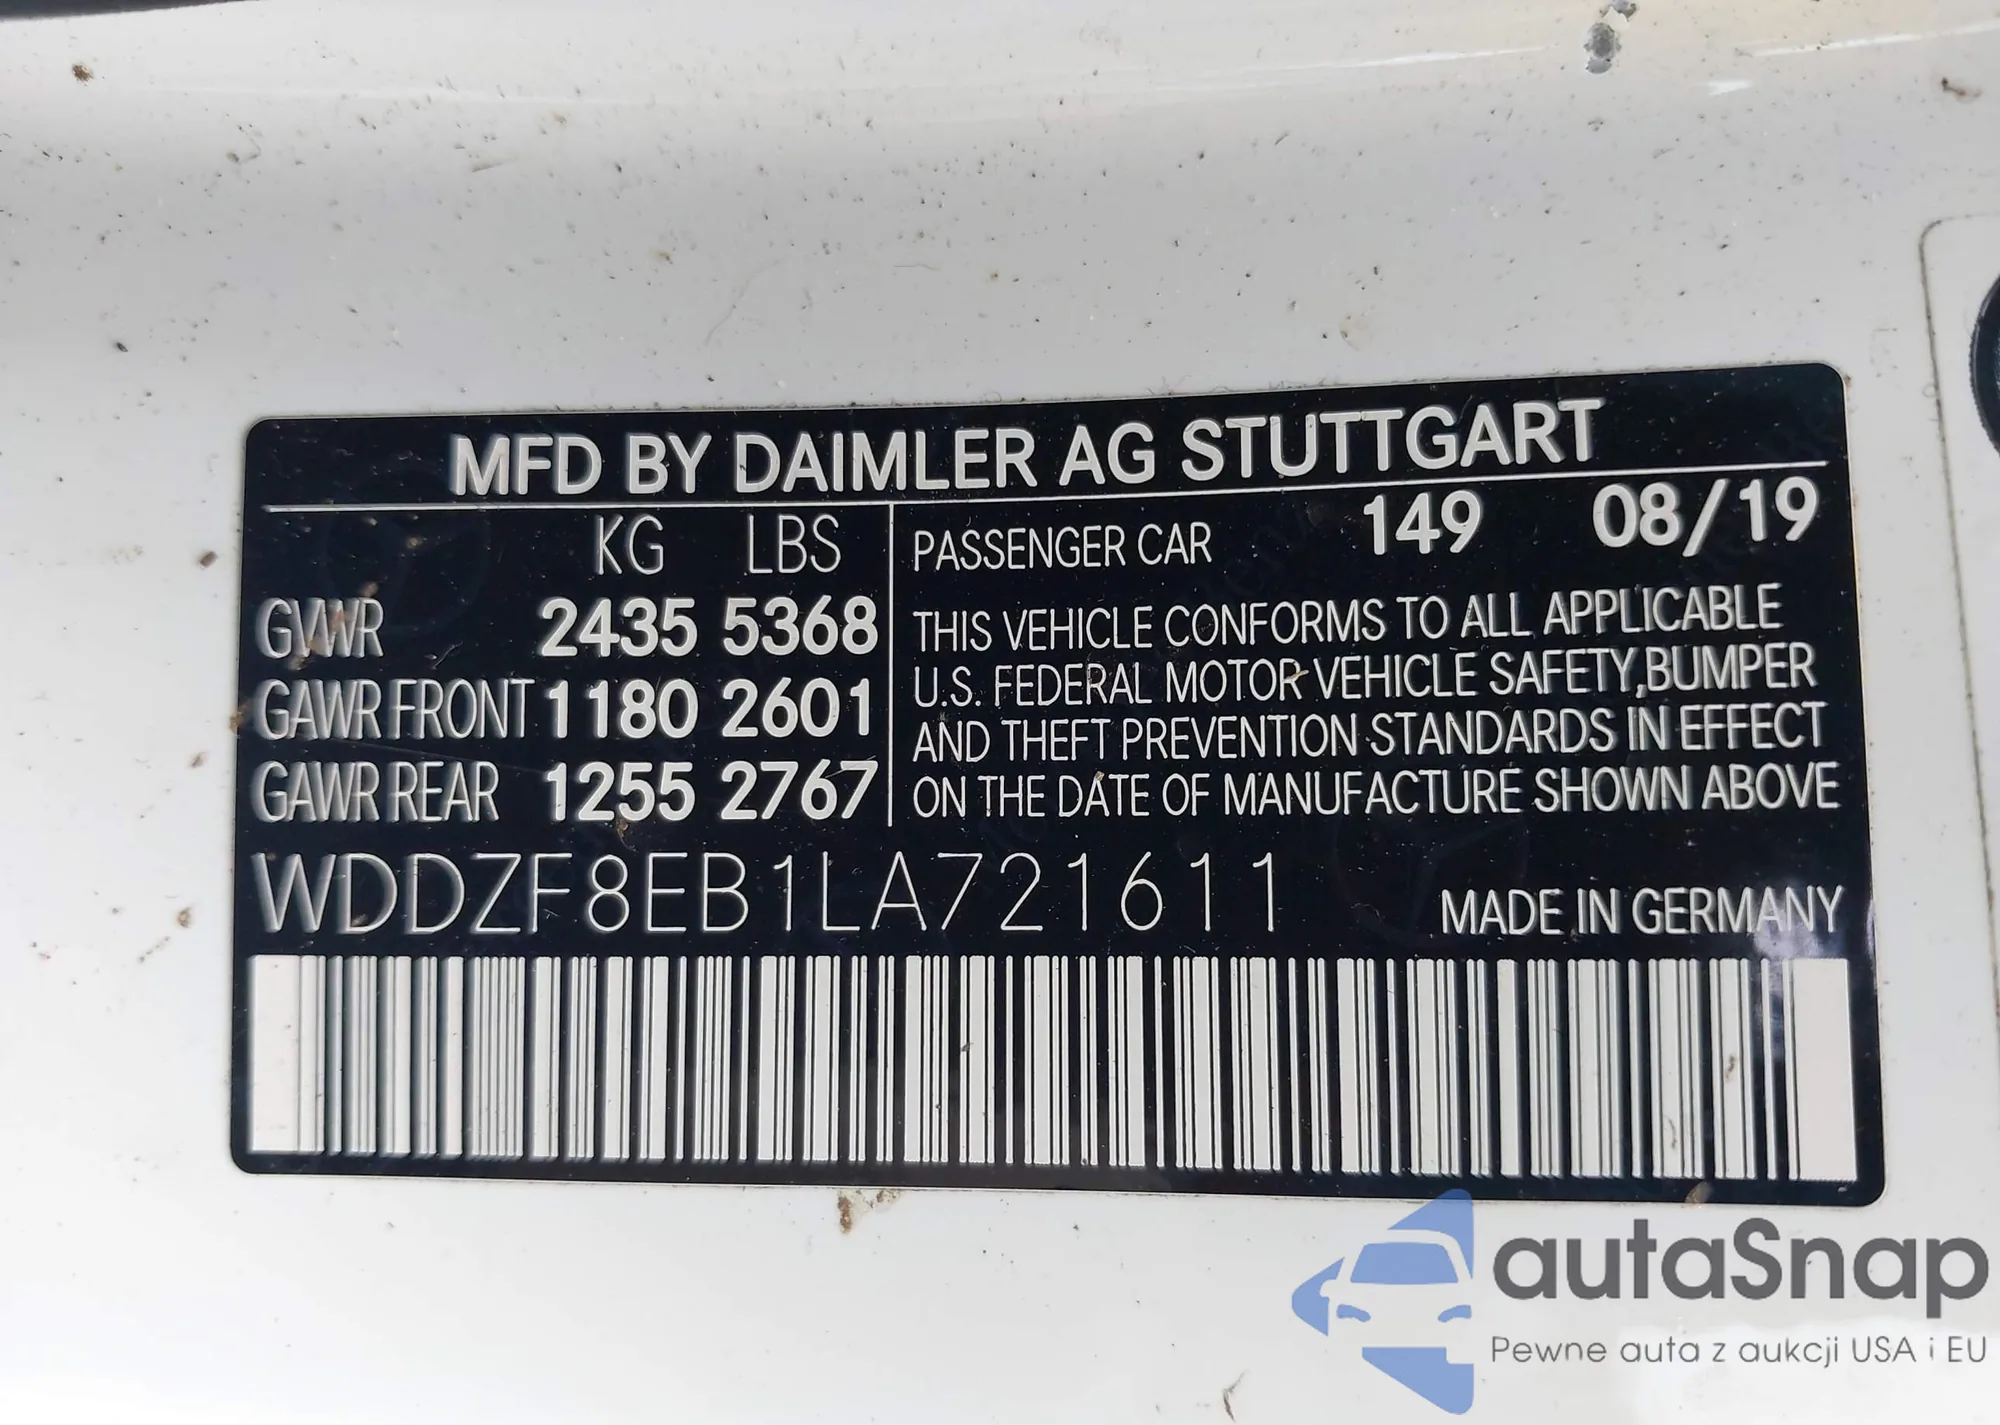 MFD BY DAIMLER AG STUTTGART
KG LBS
GVWR 2435 5368
GAWR FRONT 1180 2601
GAWR REAR 1255 2767
PASSENGER CAR 149 08/19
THIS VEHICLE CONFORMS TO ALL APPLICABLE
U.S. FEDERAL MOTOR VEHICLE SAFETY,BUMPER
AND THEFT PREVENTION STANDARDS IN EFFECT
ON THE DATE OF MANUFACTURE SHOWN ABOVE
WDDZF8EB1LA721611
MADE IN GERMANY
autaSnap
Pewne auta z aukcji USA i EU